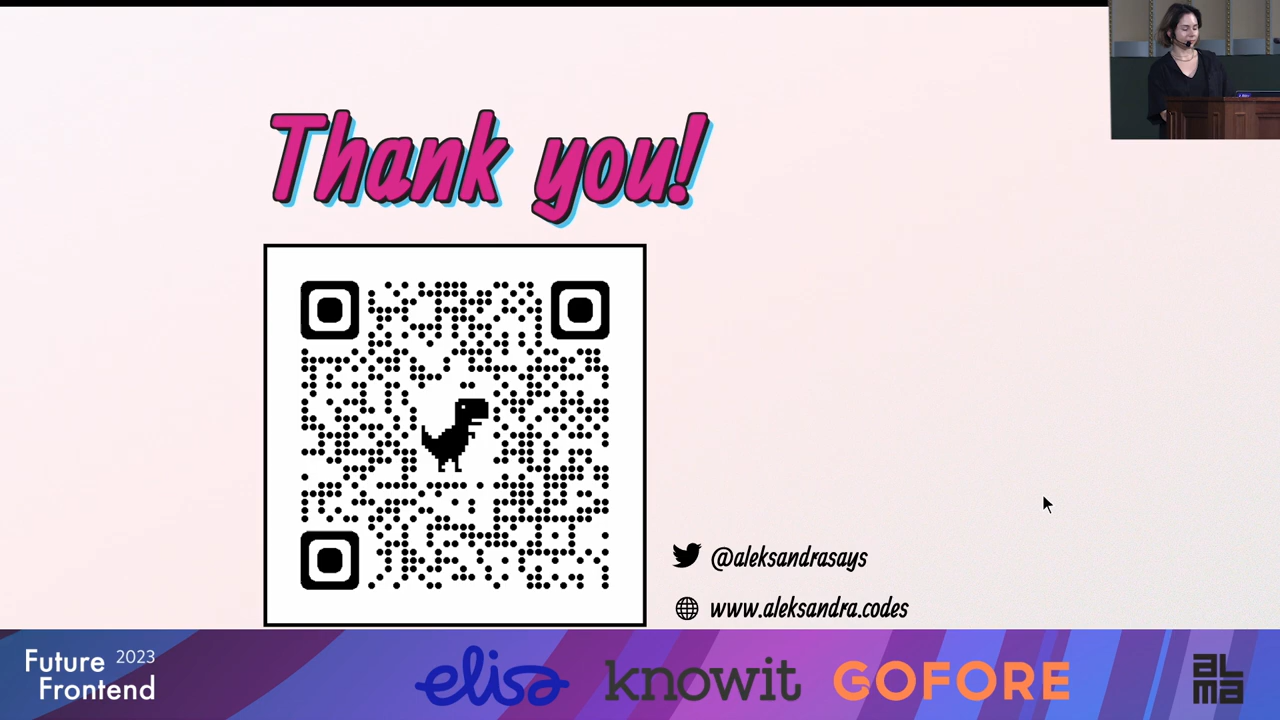 Thank you!
@aleksandrasays
www.aleksandra.codes
Future 2023
Frontend
elisa
knowit
GOFORE
ALMA